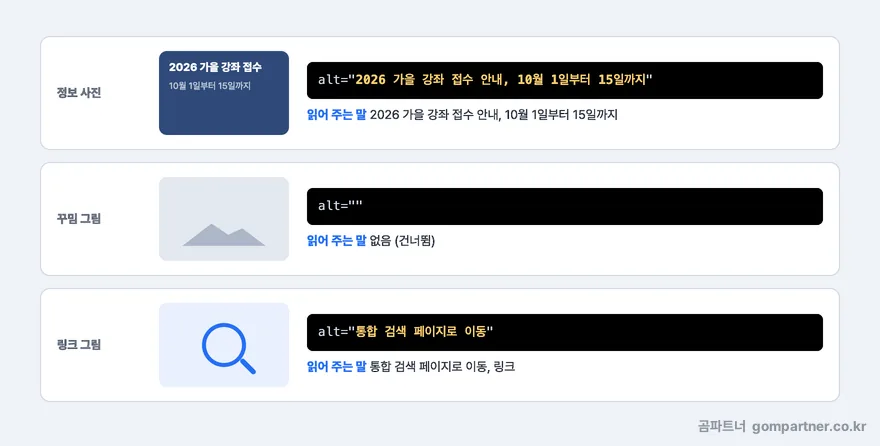 정보 사진
2026 가을 강좌 접수
10월 1일부터 15일까지
alt="2026 가을 강좌 접수 안내, 10월 1일부터 15일까지"
읽어 주는 말 2026 가을 강좌 접수 안내, 10월 1일부터 15일까지
꾸밈 그림
alt=""
읽어 주는 말 없음 (건너뜀)
링크 그림
alt="통합 검색 페이지로 이동"
읽어 주는 말 통합 검색 페이지로 이동, 링크
곰파트너 gompartner.co.kr